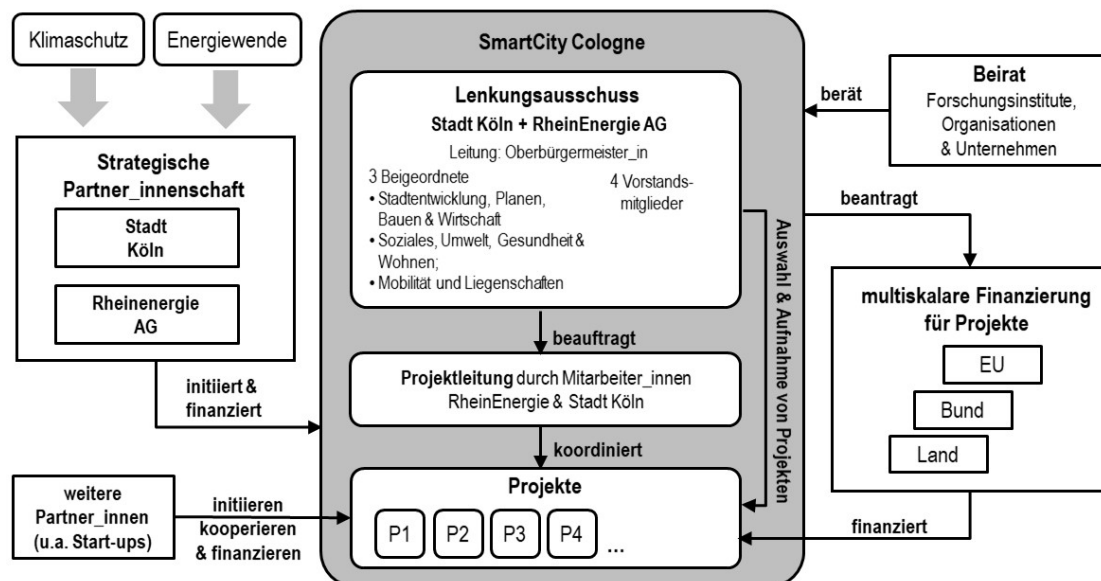 Klimaschutz
Energiewende
Strategische
Partner_innenschaft
Stadt
Köln
Rheinenergie
AG
initiiert &
finanziert
weitere
Partner_innen
(u.a. Start-ups)
initiieren
kooperieren
& finanzieren
SmartCity Cologne
Lenkungsausschuss
Stadt Köln + RheinEnergie AG
Leitung: Oberbürgermeister_in
3 Beigeordnete
• Stadtentwicklung, Planen,
Bauen & Wirtschaft
• Soziales, Umwelt, Gesundheit &
Wohnen;
• Mobilität und Liegenschaften
4 Vorstands-
mitglieder
beauftragt
Projektleitung durch Mitarbeiter_innen
RheinEnergie & Stadt Köln
koordiniert
Projekte
P1 P2 P3 P4 ...
Auswahl & Aufnahme von Projekten
berät
Beirat
Forschungsinstitute,
Organisationen
& Unternehmen
beantragt
multiskalare Finanzierung
für Projekte
EU
Bund
Land
finanziert